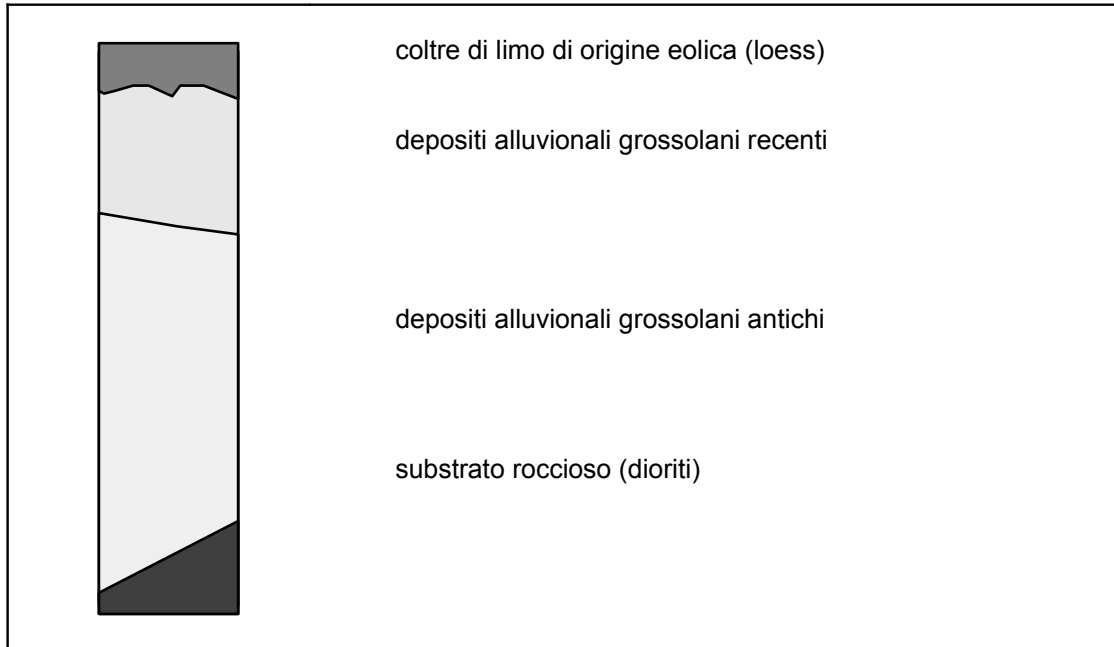 coltre di limo di origine eolica (loess)
depositi alluvionali grossolani recenti
depositi alluvionali grossolani antichi
substrato roccioso (dioriti)